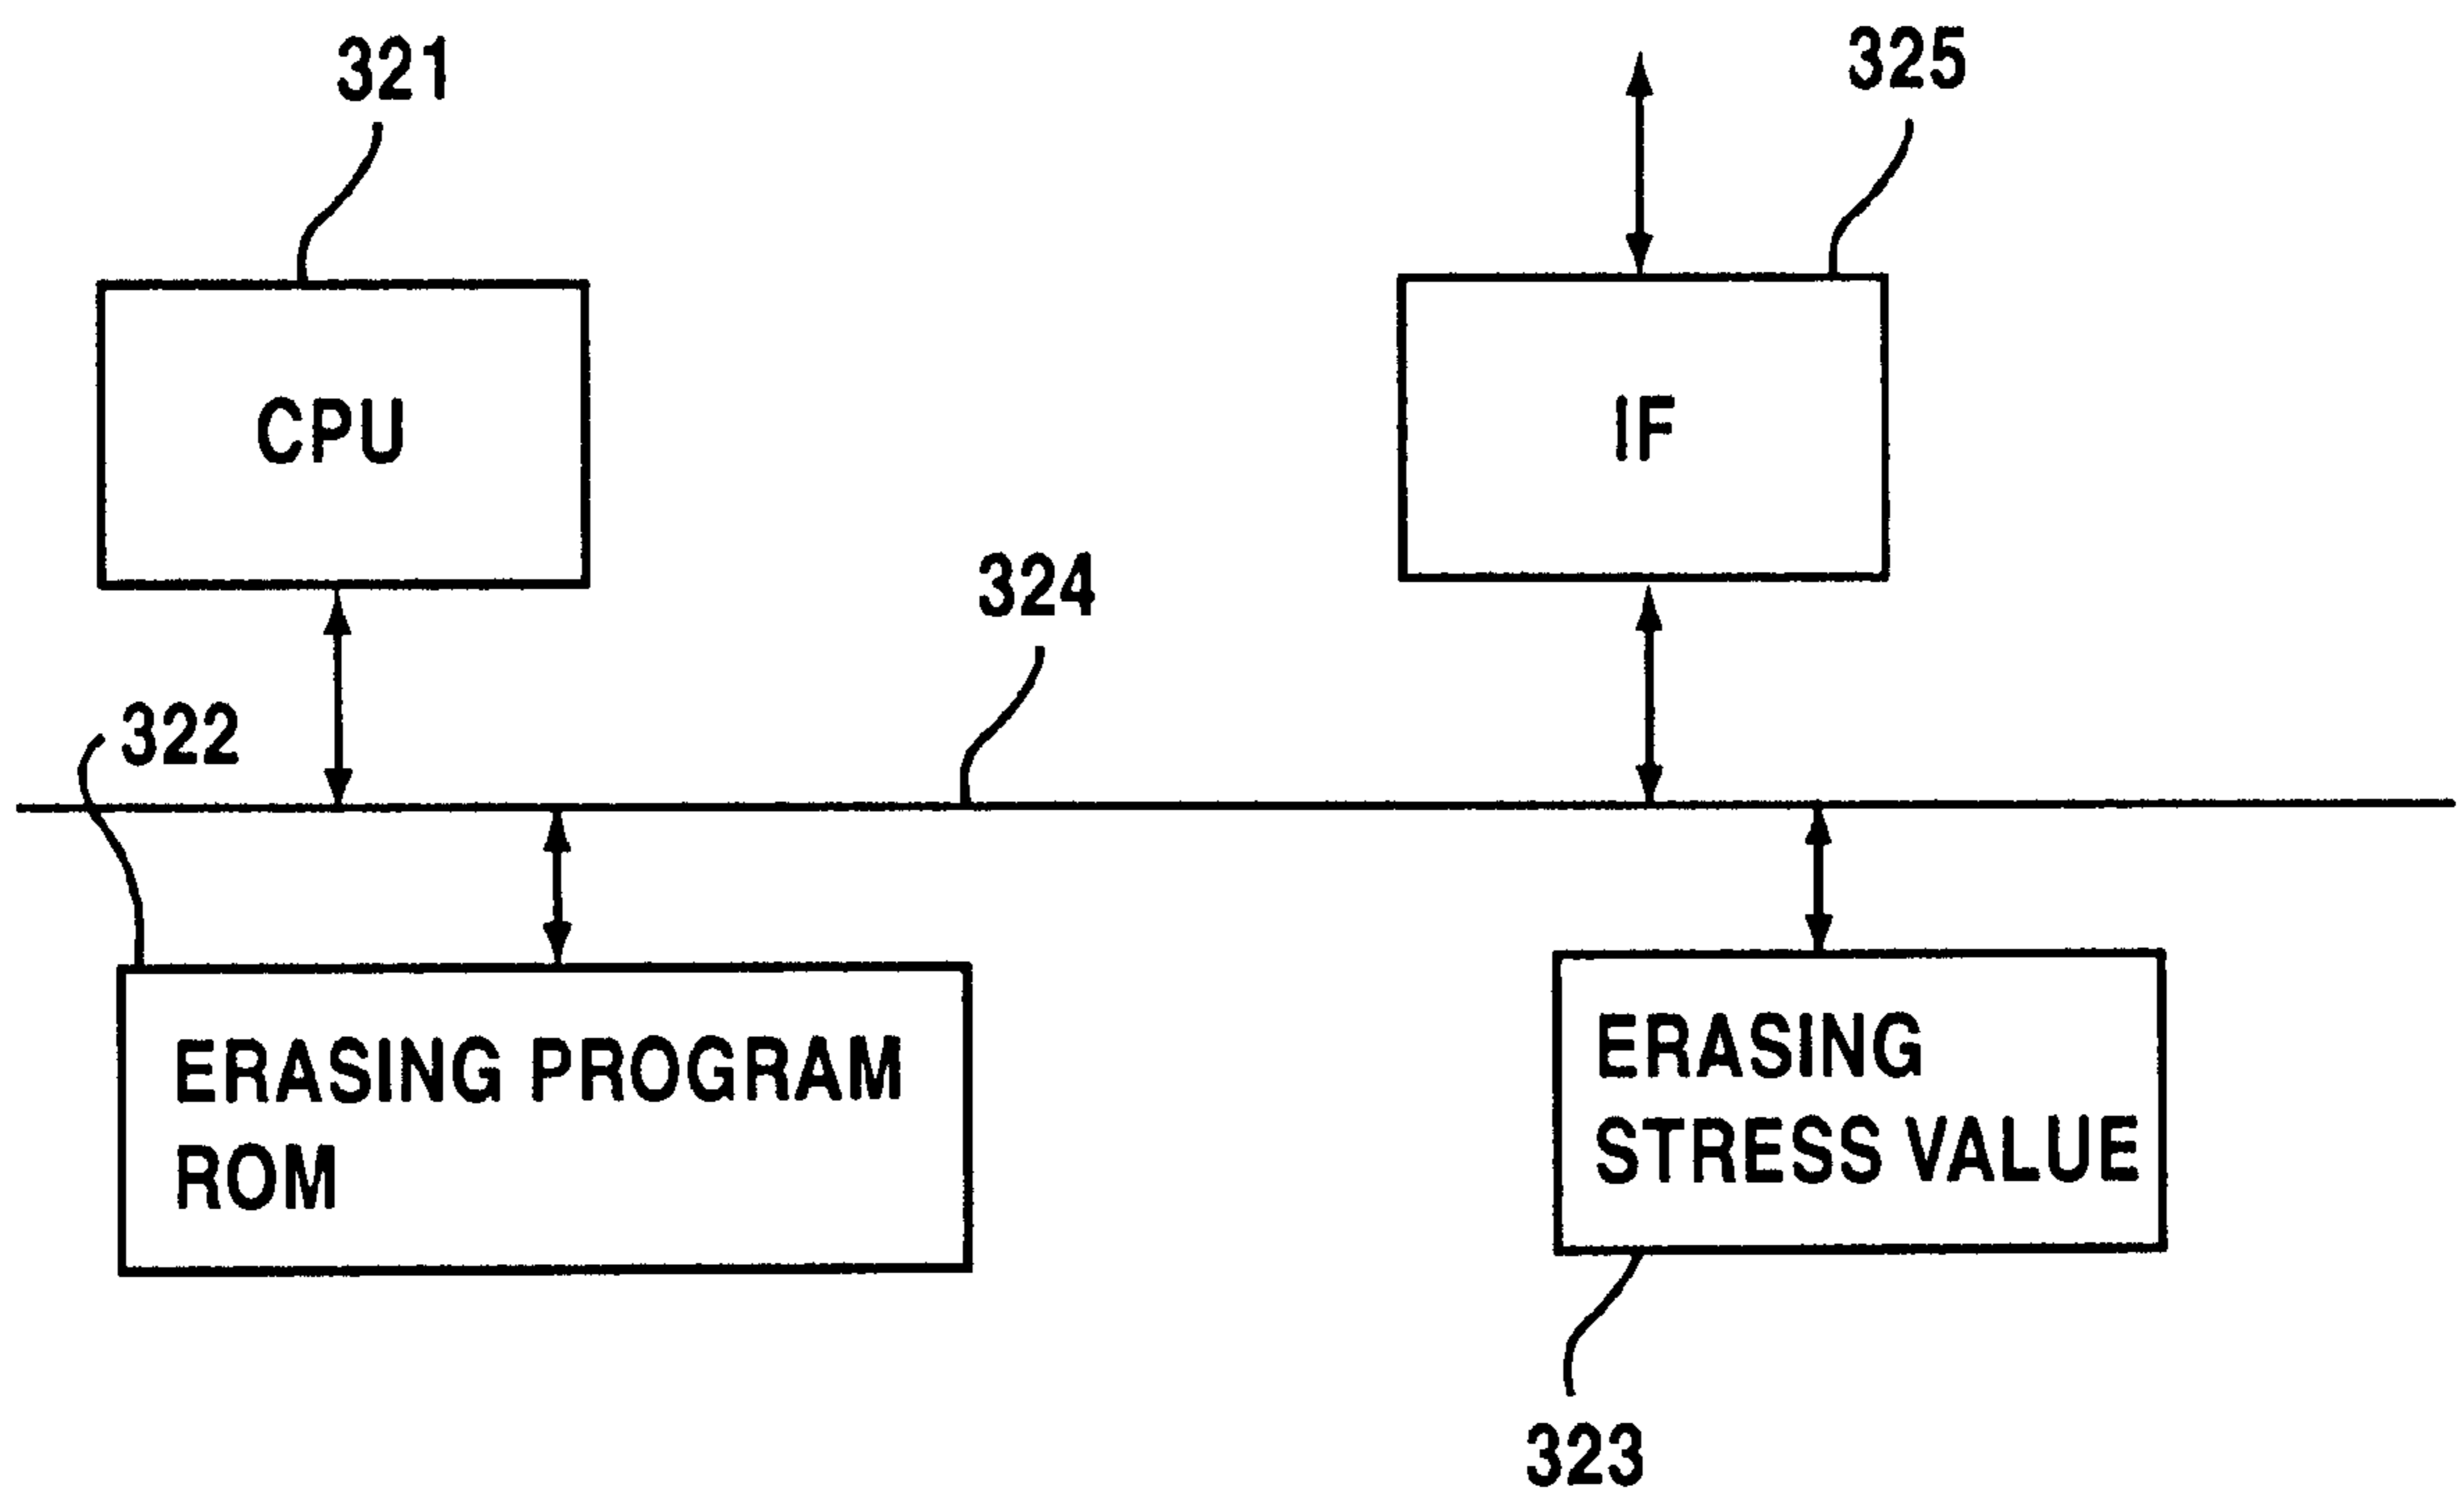 321
325
CPU
IF
324
322
ERASING PROGRAM
ROM
ERASING
STRESS VALUE
323